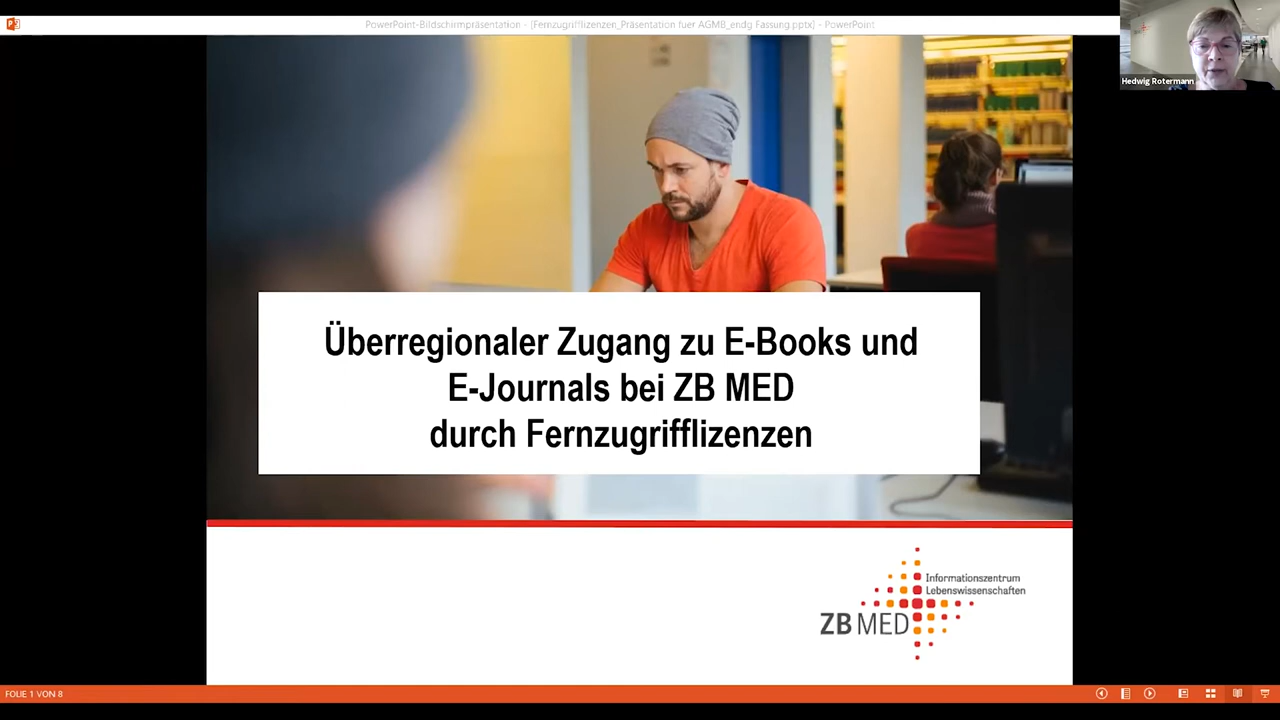 PowerPoint-Bildschirmpräsentation - [Fernzugrifflizenzen_Präsentation fuer AGMB_endg Fassung.pptx] - PowerPoint
Hedwig Rotermann
Überregionaler Zugang zu E-Books und
E-Journals bei ZB MED
durch Fernzugrifflizenzen
Informationszentrum
Lebenswissenschaften
ZB MED
FOLIE 1 VON 8